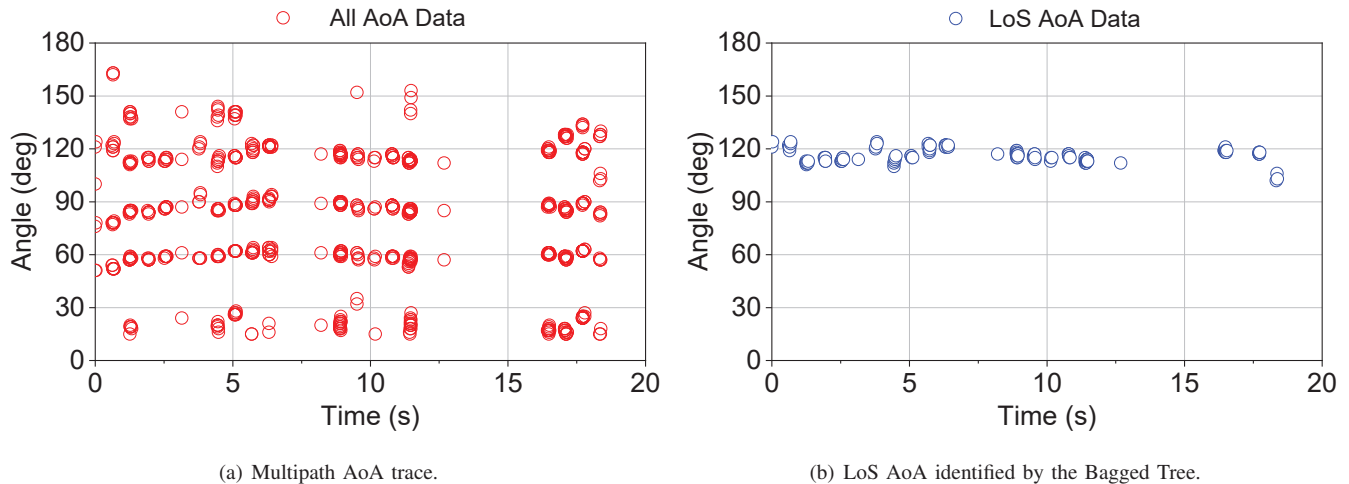 All AoA Data
180
150
120
90
60
30
0
Angle (deg)
0 5 10 15 20
Time (s)
(a) Multipath AoA trace.
LoS AoA Data
180
150
120
90
60
30
0
Angle (deg)
0 5 10 15 20
Time (s)
(b) LoS AoA identified by the Bagged Tree.